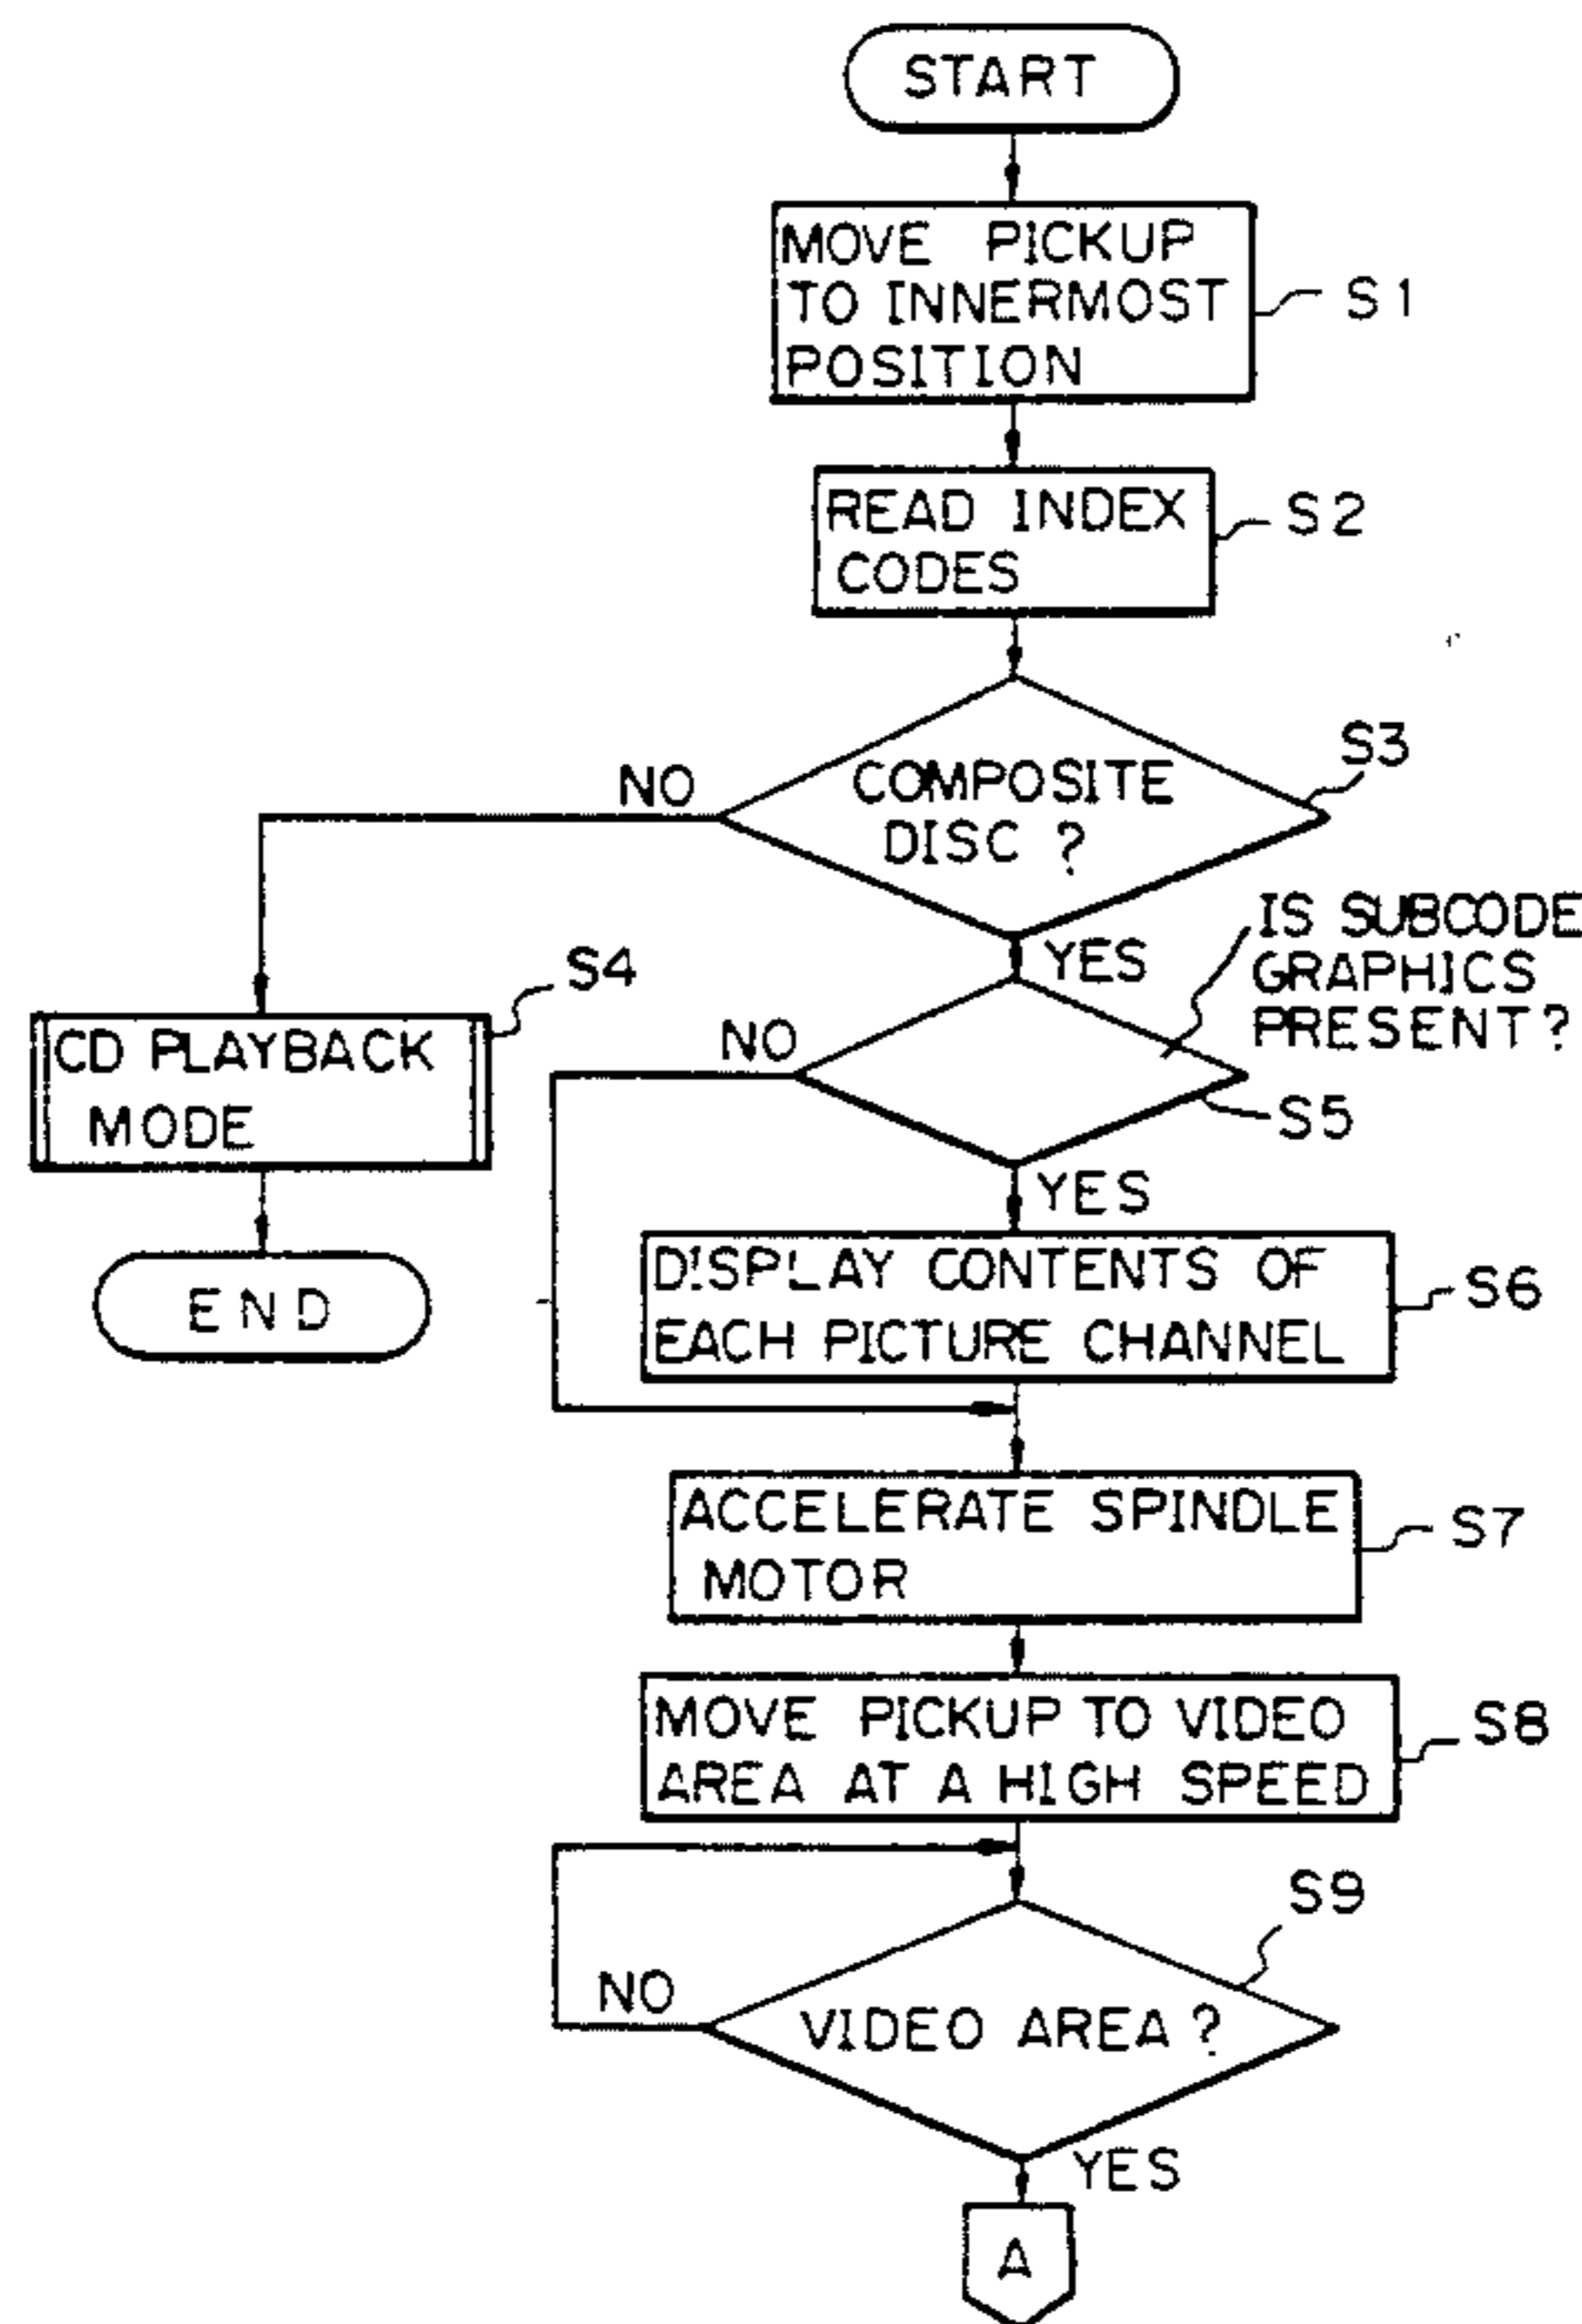 START
MOVE PICKUP
TO INNERMOST
POSITION
S1
READ INDEX
CODES
S2
COMPOSITE
DISC ?
S3
NO
YES
IS SUBCODE
GRAPHICS
PRESENT?
S4
CD PLAYBACK
MODE
NO
S5
YES
END
DISPLAY CONTENTS OF
EACH PICTURE CHANNEL
S6
ACCELERATE SPINDLE
MOTOR
S7
MOVE PICKUP TO VIDEO
AREA AT A HIGH SPEED
S8
S9
NO
VIDEO AREA ?
YES
A